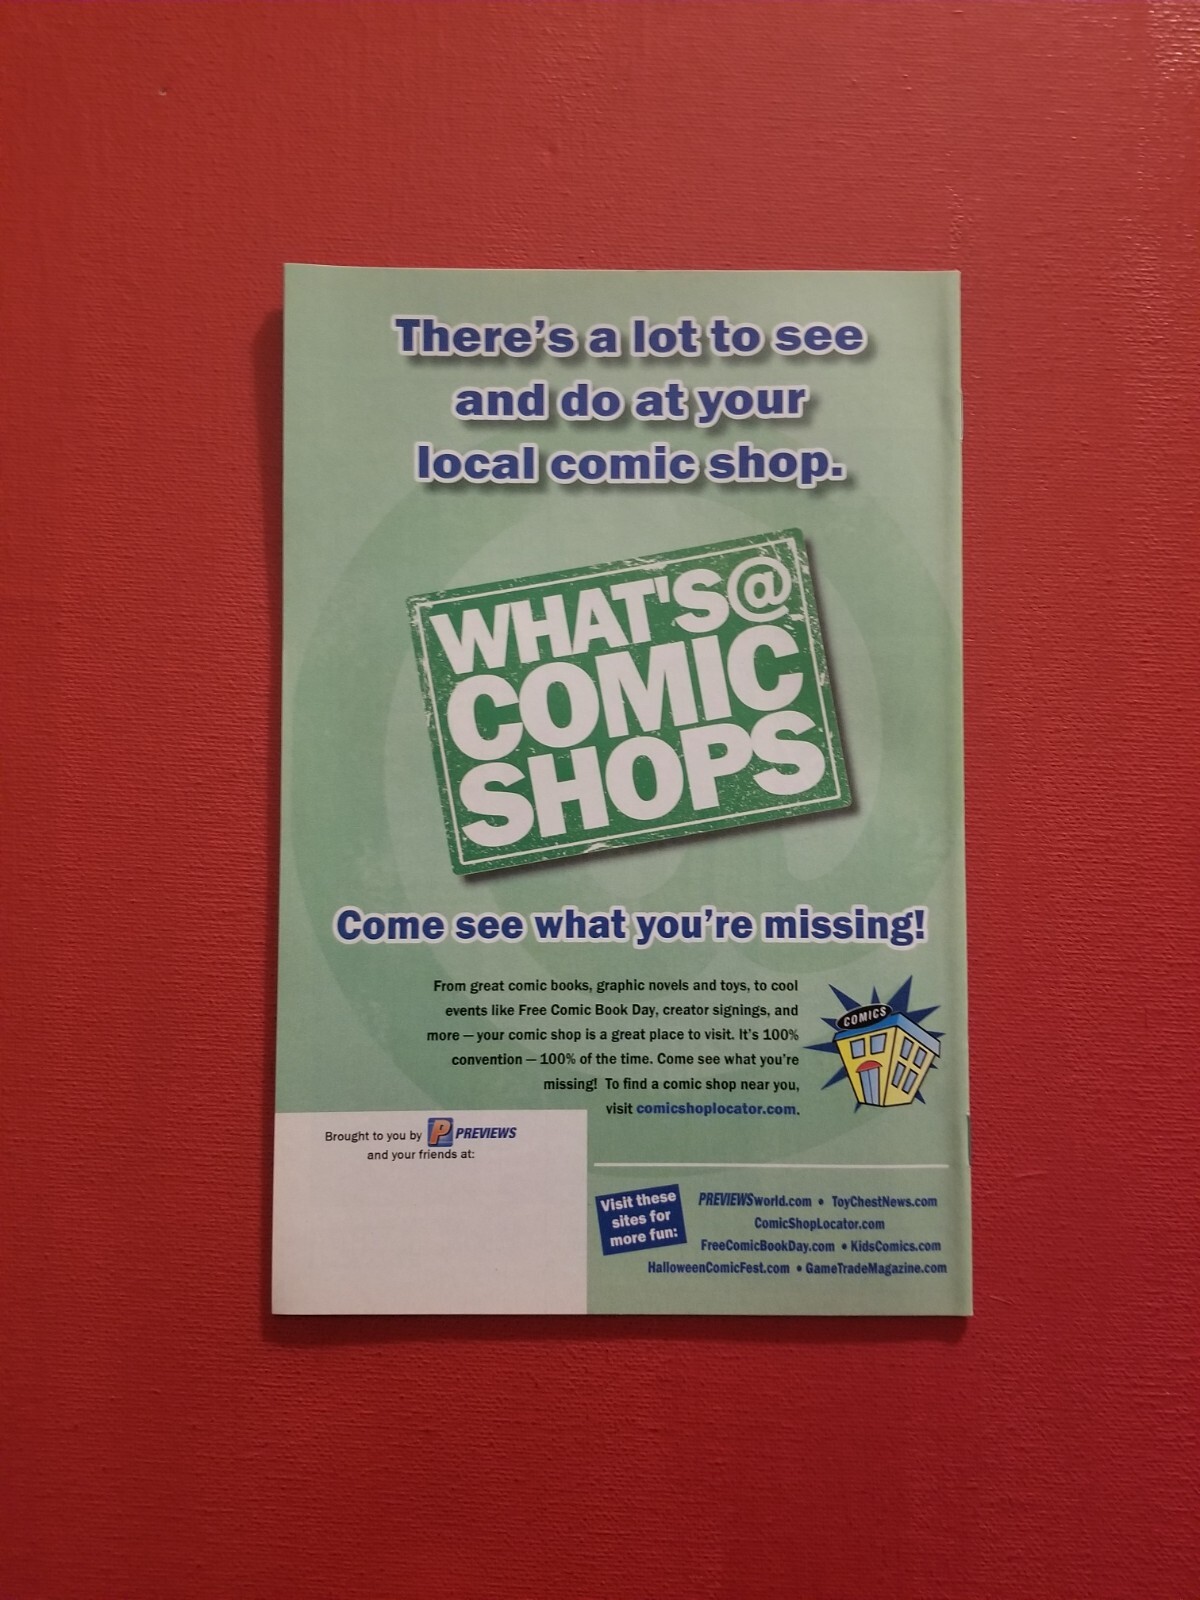 There's a lot to see
and do at your
local comic shop.
WHAT'S@
COMIC
SHOPS
Come see what you're missing!
From great comic books, graphic novels and toys, to cool
events like Free Comic Book Day, creator signings, and
more — your comic shop is a great place to visit. It's 100%
convention — 100% of the time. Come see what you're
missing! To find a comic shop near you,
visit comicshoplocator.com.
COMICS
Brought to you by P PREVIEWS
and your friends at:
Visit these
sites for
more fun:
PREVIEWSworld.com • ToyChestNews.com
ComicShopLocator.com
FreeComicBookDay.com • KidsComics.com
HalloweenComicFest.com • GameTradeMagazine.com